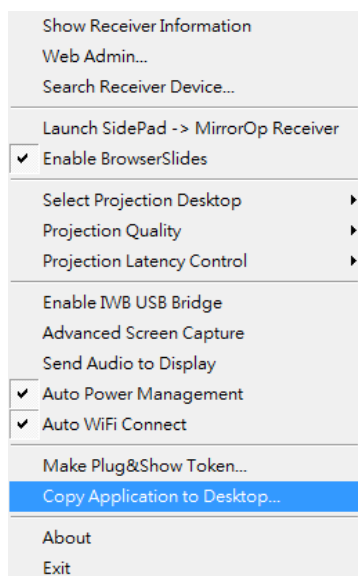 Show Receiver Information
Web Admin...
Search Receiver Device...
Launch SidePad -> MirrorOp Receiver
Enable BrowserSlides
Select Projection Desktop
Projection Quality
Projection Latency Control
Enable IWB USB Bridge
Advanced Screen Capture
Send Audio to Display
Auto Power Management
Auto WiFi Connect
Make Plug&Show Token...
Copy Application to Desktop...
About
Exit